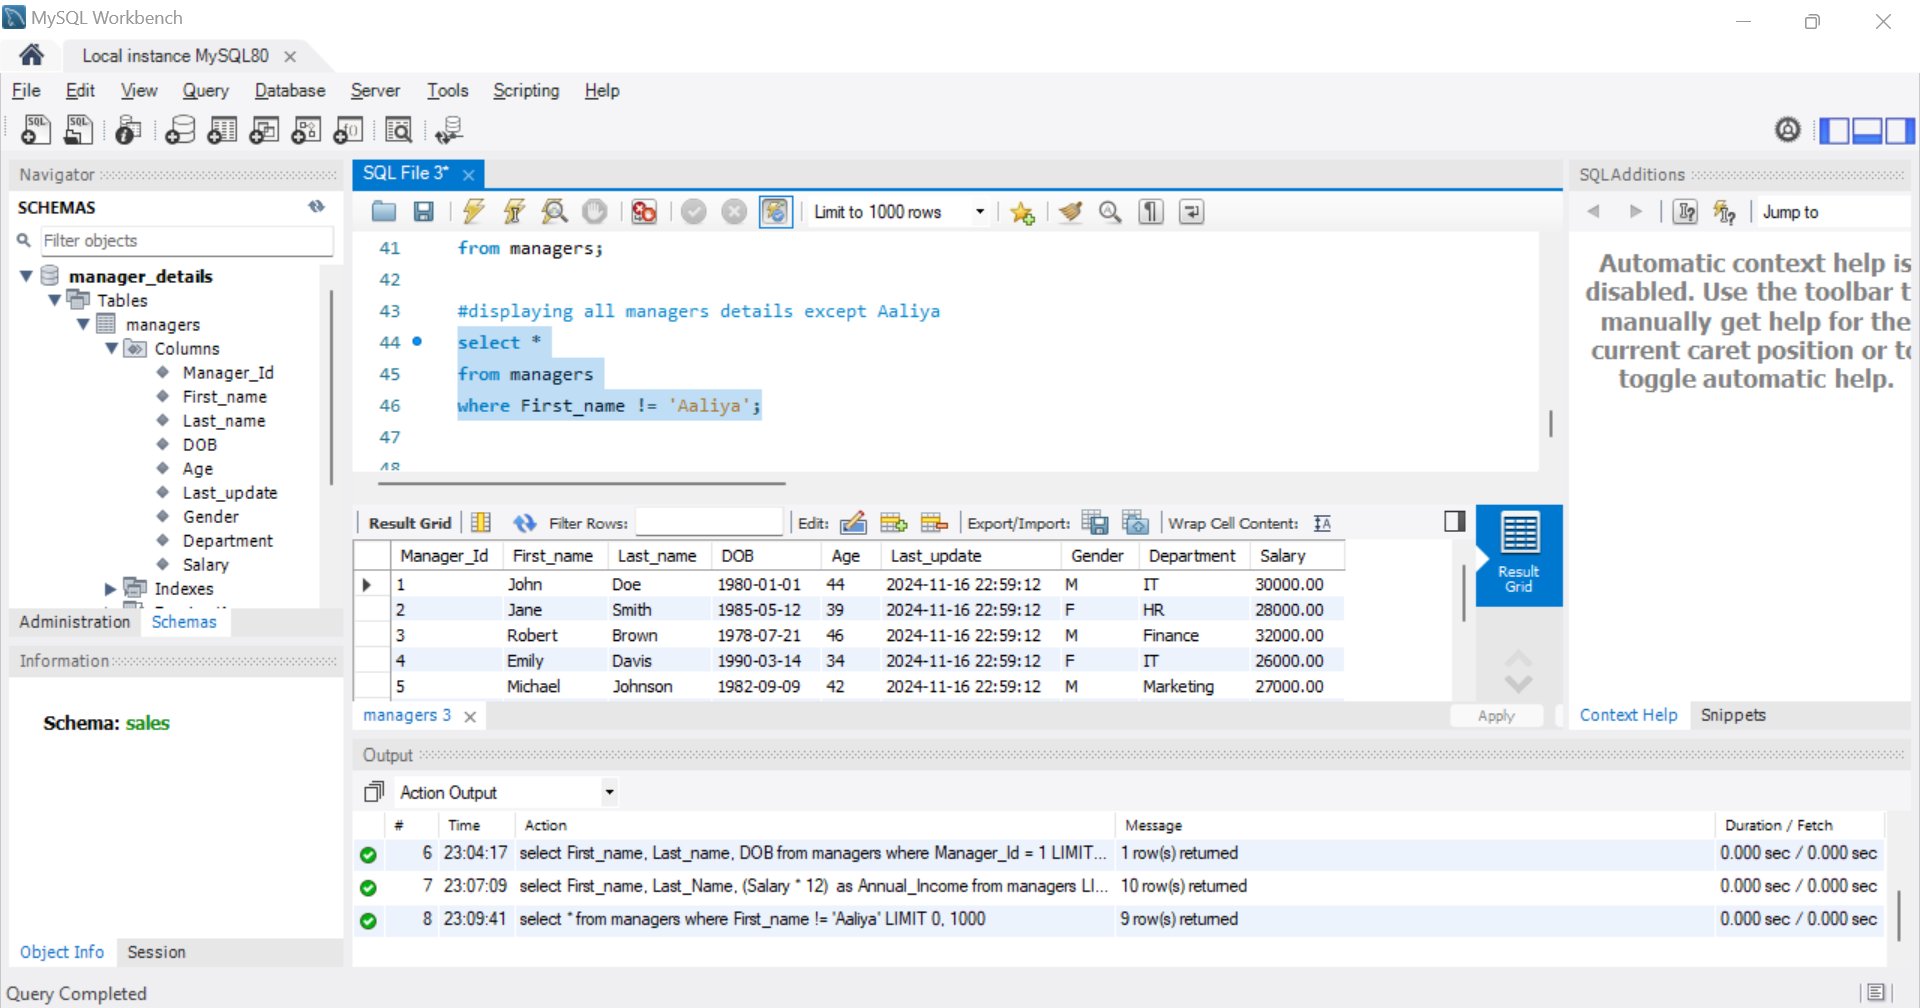 MySQL Workbench
Local instance MySQL80
File Edit View Query Database Server Tools Scripting Help
Navigator
SCHEMAS
Filter objects
manager_details
Tables
managers
Columns
Manager_Id
First_name
Last_name
DOB
Age
Last_update
Gender
Department
Salary
Indexes
Administration Schemas
Information
Schema: sales
Object Info Session
Query Completed
SQL File 3*
Limit to 1000 rows
41 from managers;
42
43 #displaying all managers details except Aaliya
44 select *
45 from managers
46 where First_name != 'Aaliya';
47
48
Result Grid Filter Rows: Edit: Export/Import: Wrap Cell Content:
Manager_Id First_name Last_name DOB Age Last_update Gender Department Salary
1 John Doe 1980-01-01 44 2024-11-16 22:59:12 M IT 30000.00
2 Jane Smith 1985-05-12 39 2024-11-16 22:59:12 F HR 28000.00
3 Robert Brown 1978-07-21 46 2024-11-16 22:59:12 M Finance 32000.00
4 Emily Davis 1990-03-14 34 2024-11-16 22:59:12 F IT 26000.00
5 Michael Johnson 1982-09-09 42 2024-11-16 22:59:12 M Marketing 27000.00
Result
Grid
managers 3
Apply
SQLAdditions
Jump to
Automatic context help is
disabled. Use the toolbar t
manually get help for the
current caret position or to
toggle automatic help.
Context Help Snippets
Output
Action Output
# Time Action Message Duration / Fetch
6 23:04:17 select First_name, Last_name, DOB from managers where Manager_Id = 1 LIMIT... 1 row(s) returned 0.000 sec / 0.000 sec
7 23:07:09 select First_name, Last_Name, (Salary * 12) as Annual_Income from managers LI... 10 row(s) returned 0.000 sec / 0.000 sec
8 23:09:41 select * from managers where First_name != 'Aaliya' LIMIT 0, 1000 9 row(s) returned 0.000 sec / 0.000 sec